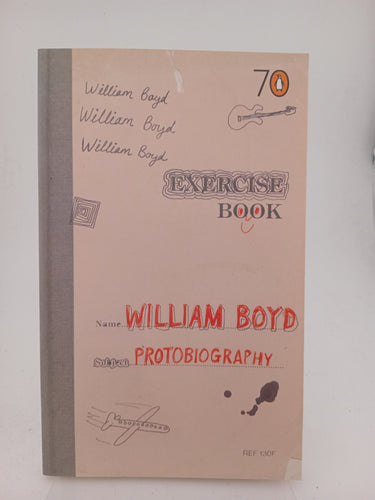 70
William Boyd
William Boyd
William Boyd
EXERCISE
BOOK
Name WILLIAM BOYD
Subject PROTOBIOGRAPHY
REF 130F